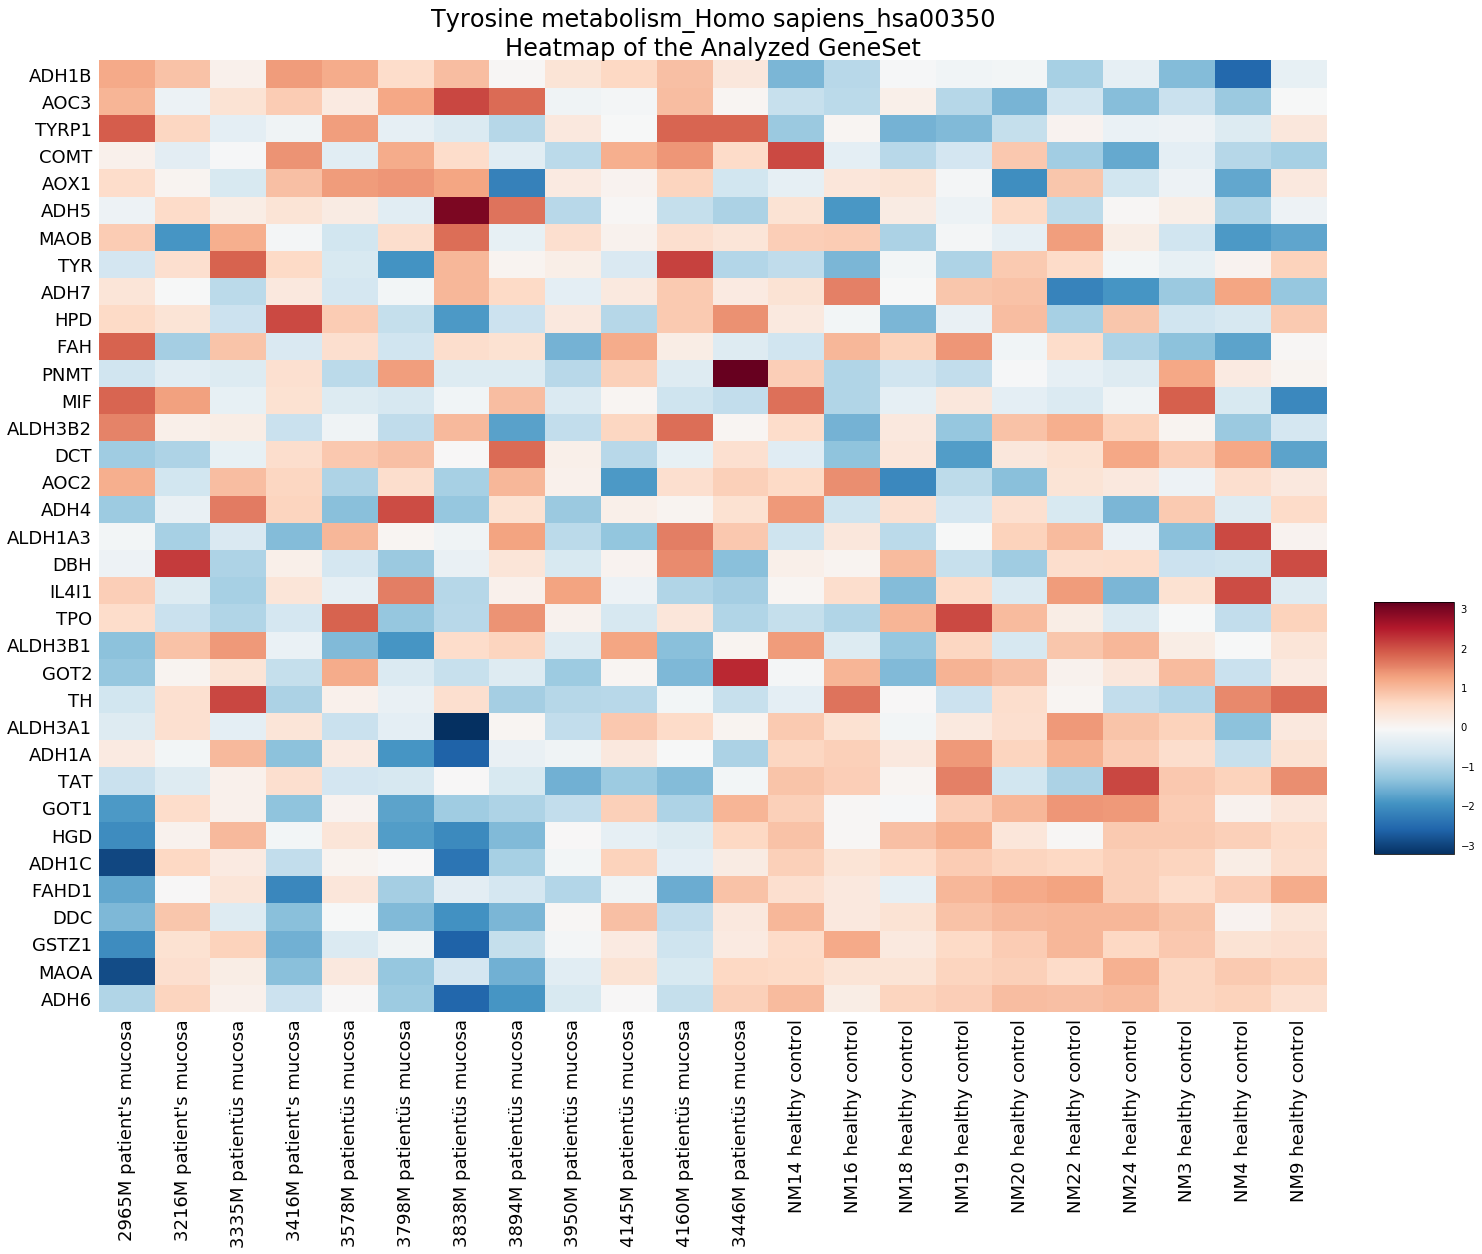 Tyrosine metabolism_Homo sapiens_hsa00350
Heatmap of the Analyzed GeneSet
ADH1B
AOC3
TYRP1
COMT
AOX1
ADH5
MAOB
TYR
ADH7
HPD
FAH
PNMT
MIF
ALDH3B2
DCT
AOC2
ADH4
ALDH1A3
DBH
IL4I1
TPO
ALDH3B1
GOT2
TH
ALDH3A1
ADH1A
TAT
GOT1
HGD
ADH1C
FAHD1
DDC
GSTZ1
MAOA
ADH6
3
2
1
0
−1
−2
−3
2965M patient's mucosa
3216M patient's mucosa
3335M patientüs mucosa
3416M patient's mucosa
3578M patientüs mucosa
3798M patientüs mucosa
3838M patientüs mucosa
3894M patientüs mucosa
3950M patientüs mucosa
4145M patientüs mucosa
4160M patientüs mucosa
3446M patientüs mucosa
NM14 healthy control
NM16 healthy control
NM18 healthy control
NM19 healthy control
NM20 healthy control
NM22 healthy control
NM24 healthy control
NM3 healthy control
NM4 healthy control
NM9 healthy control